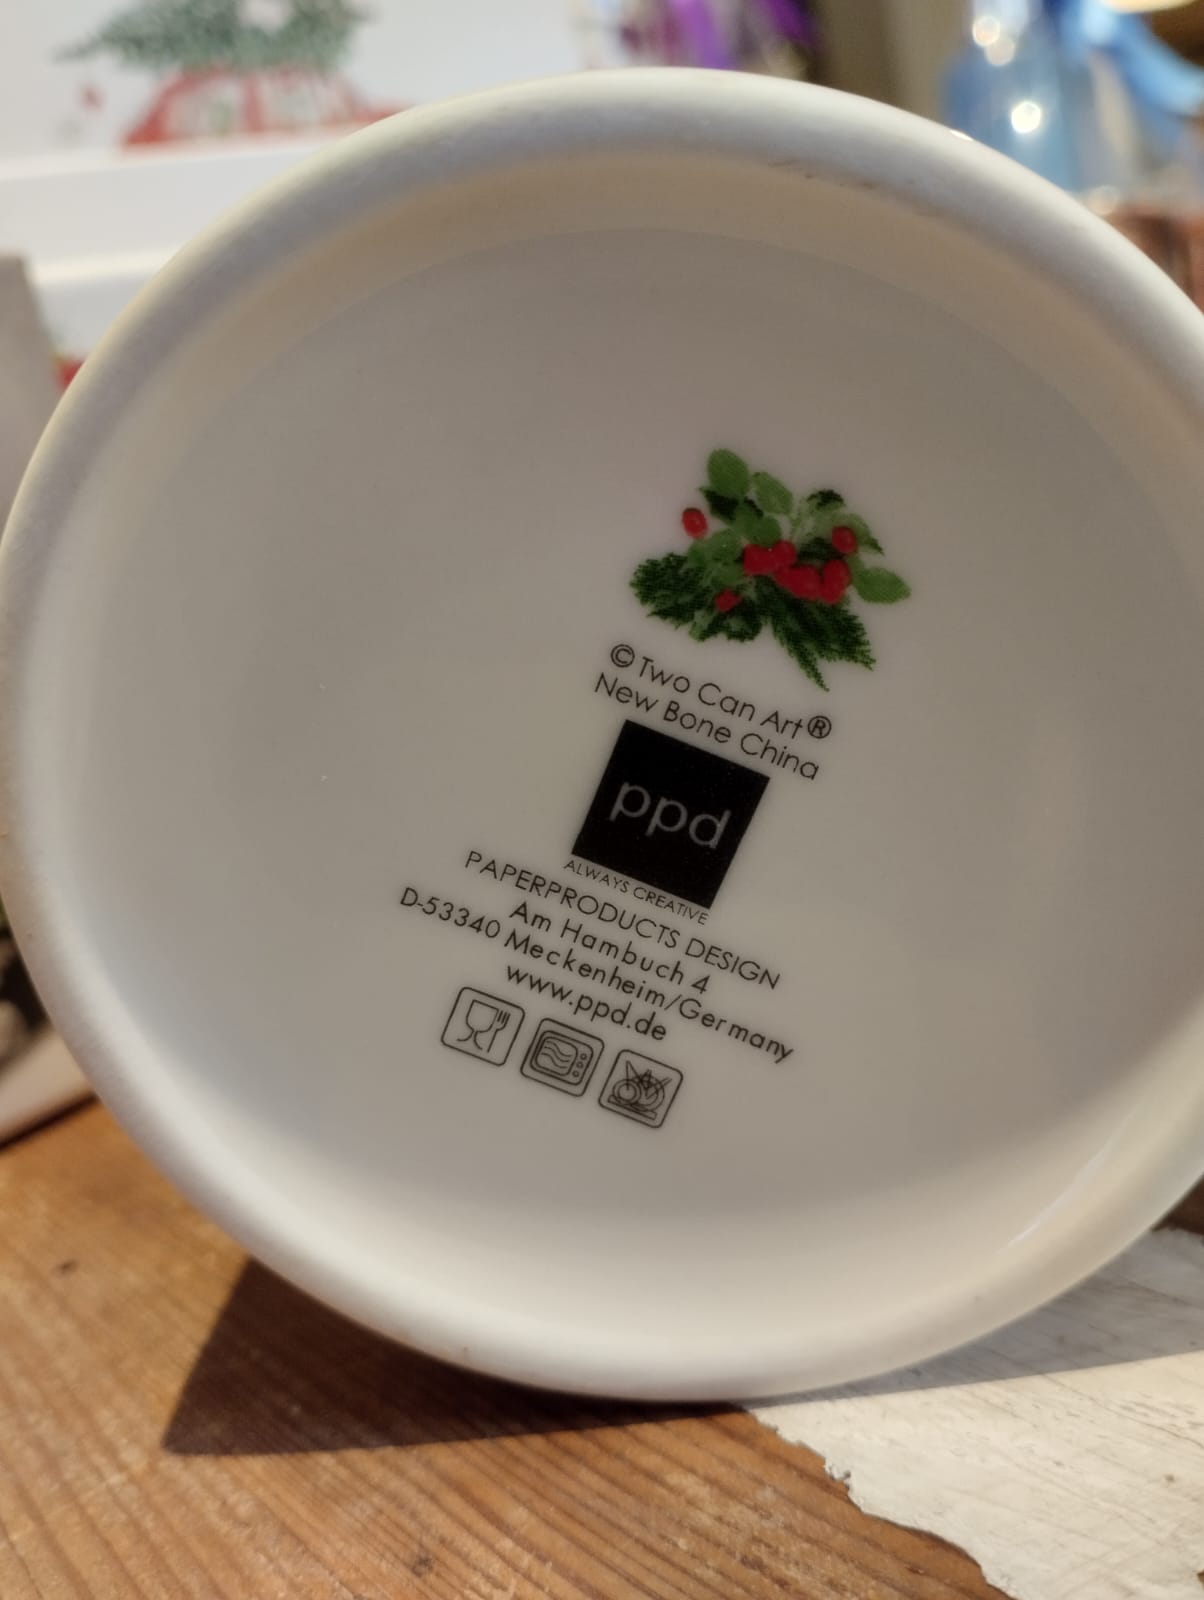 © Two Can Art®
New Bone China
ppd
ALWAYS CREATIVE
PAPERPRODUCTS DESIGN
Am Hambuch 4
D-53340 Meckenheim/Germany
www.ppd.de